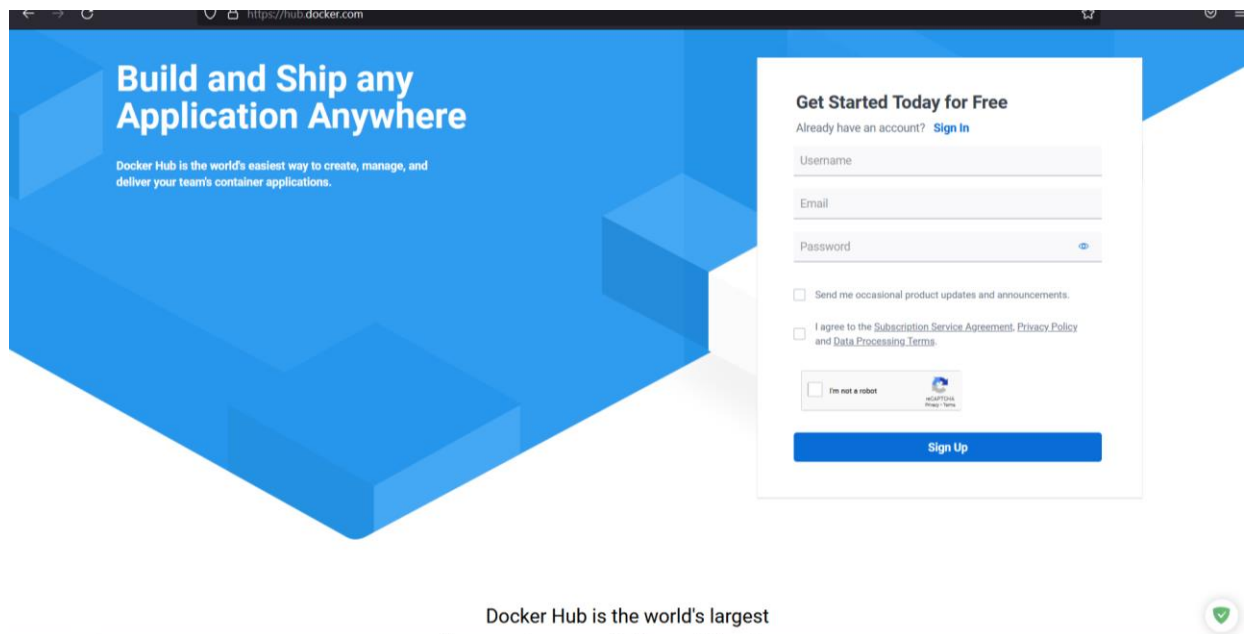 https://hub.docker.com
Build and Ship any
Application Anywhere
Docker Hub is the world's easiest way to create, manage, and
deliver your team's container applications.
Get Started Today for Free
Already have an account? Sign In
Username
Email
Password
Send me occasional product updates and announcements.
I agree to the Subscription Service Agreement, Privacy Policy
and Data Processing Terms.
I'm not a robot
reCAPTCHA
Privacy - Terms
Sign Up
Docker Hub is the world's largest